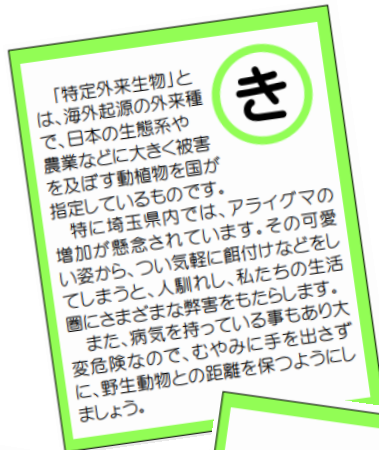 き
「特定外来生物」と
は、海外起源の外来種
で、日本の生態系や
農業などに大きく被害
を及ぼす動植物を国が
指定しているものです。
特に埼玉県内では、アライグマの
増加が懸念されています。その可愛
い姿から、つい気軽に餌付けなどをし
てしまうと、人馴れし、私たちの生活
圏にさまざまな弊害をもたらします。
また、病気を持っている事もあり大
変危険なので、むやみに手を出さず
に、野生動物との距離を保つようにし
ましょう。